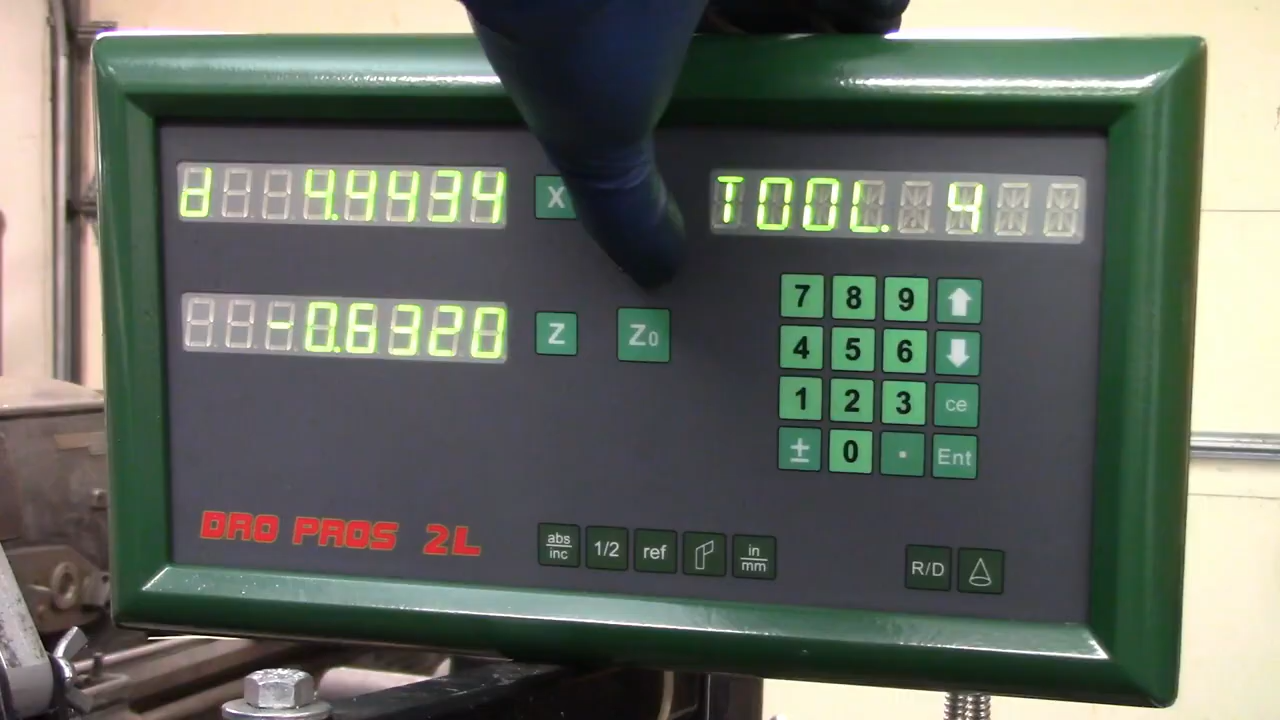 d 4.4434 X TOOL. 4
-0.6320 Z Z0
7 8 9
4 5 6
1 2 3 ce
± 0 . Ent
DRO PROS 2L
abs/inc 1/2 ref in/mm R/D